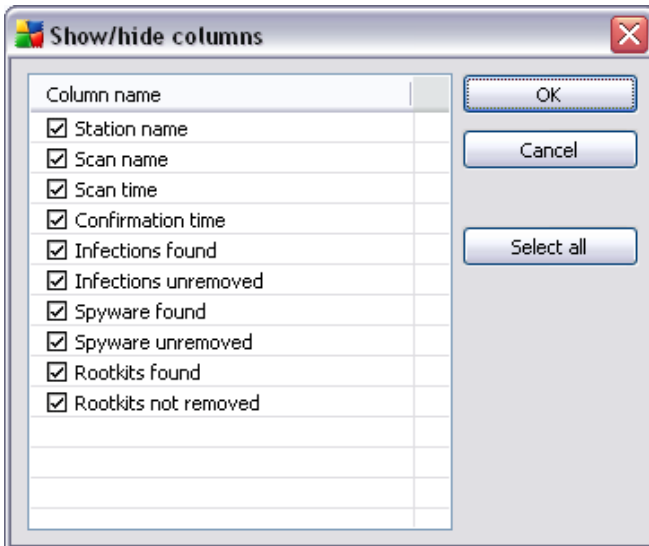 Show/hide columns
Column name
Station name
Scan name
Scan time
Confirmation time
Infections found
Infections unremoved
Spyware found
Spyware unremoved
Rootkits found
Rootkits not removed
OK
Cancel
Select all